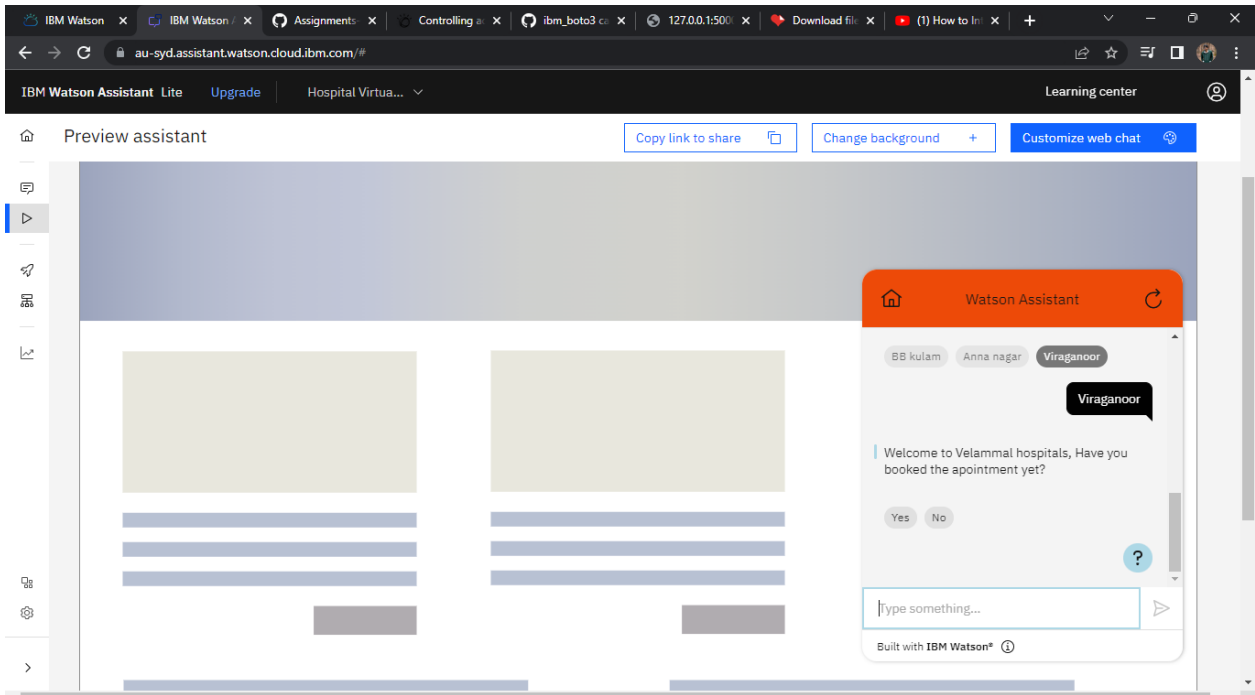 IBM Watson
IBM Watson A
Assignments-
Controlling ac
ibm_boto3 ca
127.0.0.1:500
Download file
(1) How to Int
au-syd.assistant.watson.cloud.ibm.com/#
IBM Watson Assistant Lite
Upgrade
Hospital Virtua...
Learning center
Preview assistant
Copy link to share
Change background +
Customize web chat
Watson Assistant
BB kulam
Anna nagar
Viraganoor
Viraganoor
Welcome to Velammal hospitals, Have you
booked the apointment yet?
Yes
No
?
Type something...
Built with IBM Watson® i